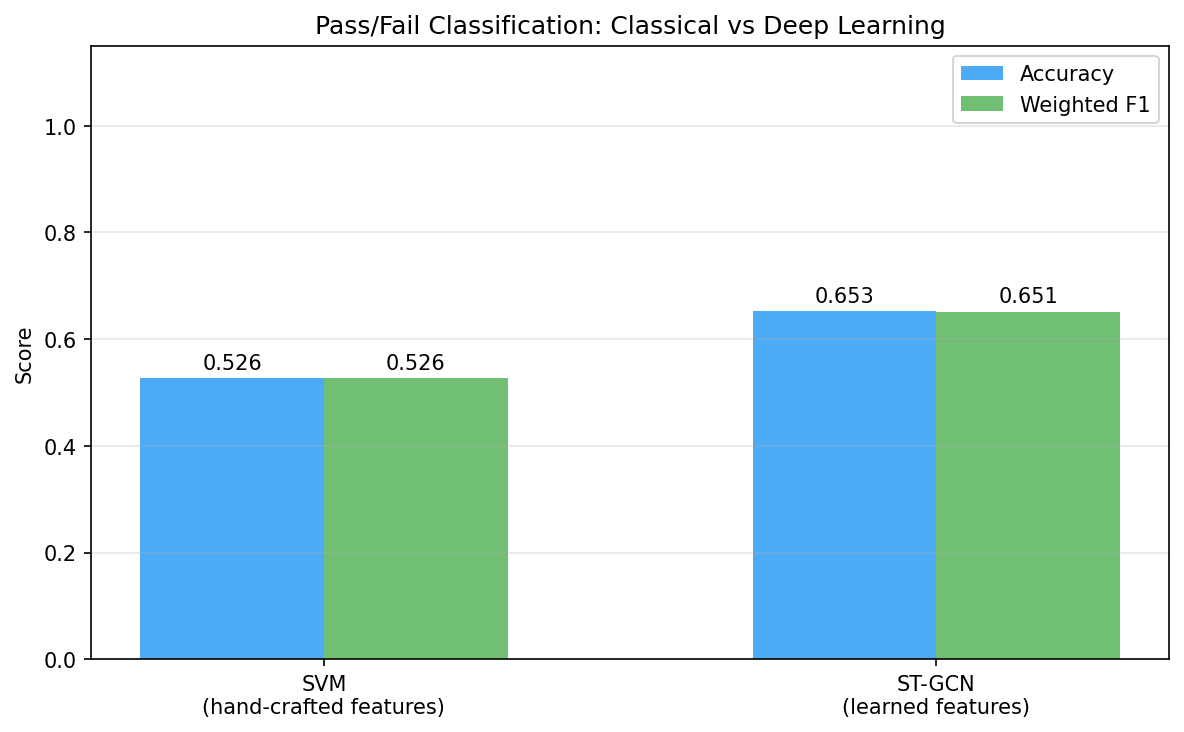 Pass/Fail Classification: Classical vs Deep Learning
Accuracy
Weighted F1
Score
1.0
0.8
0.6
0.4
0.2
0.0
0.526
0.526
0.653
0.651
SVM
(hand-crafted features)
ST-GCN
(learned features)